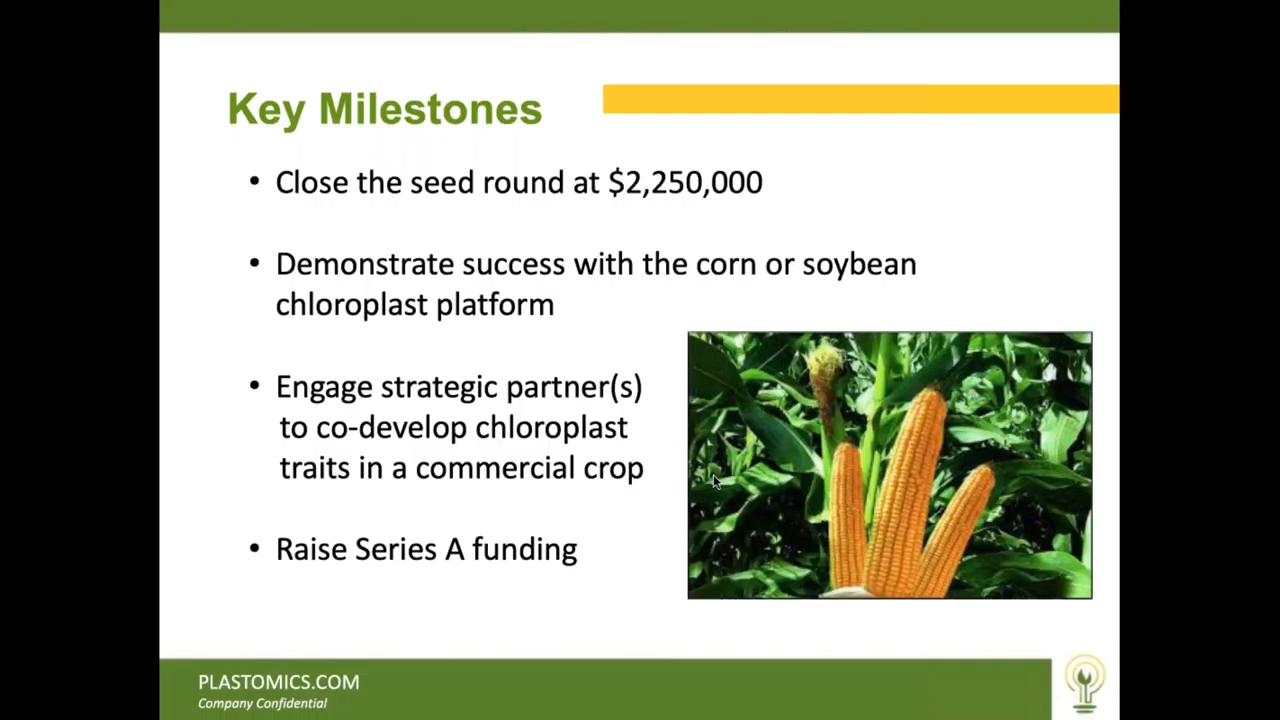 Key Milestones
• Close the seed round at $2,250,000
• Demonstrate success with the corn or soybean
chloroplast platform
• Engage strategic partner(s)
to co-develop chloroplast
traits in a commercial crop
• Raise Series A funding
PLASTOMICS.COM
Company Confidential